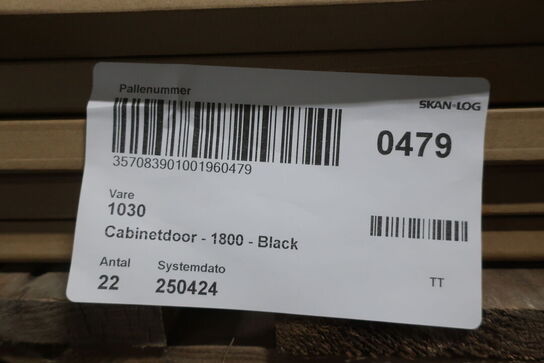 Pallenummer
SKAN-LOG
0479
357083901001960479
Vare
1030
Cabinetdoor - 1800 - Black
Antal Systemdato
22 250424
TT